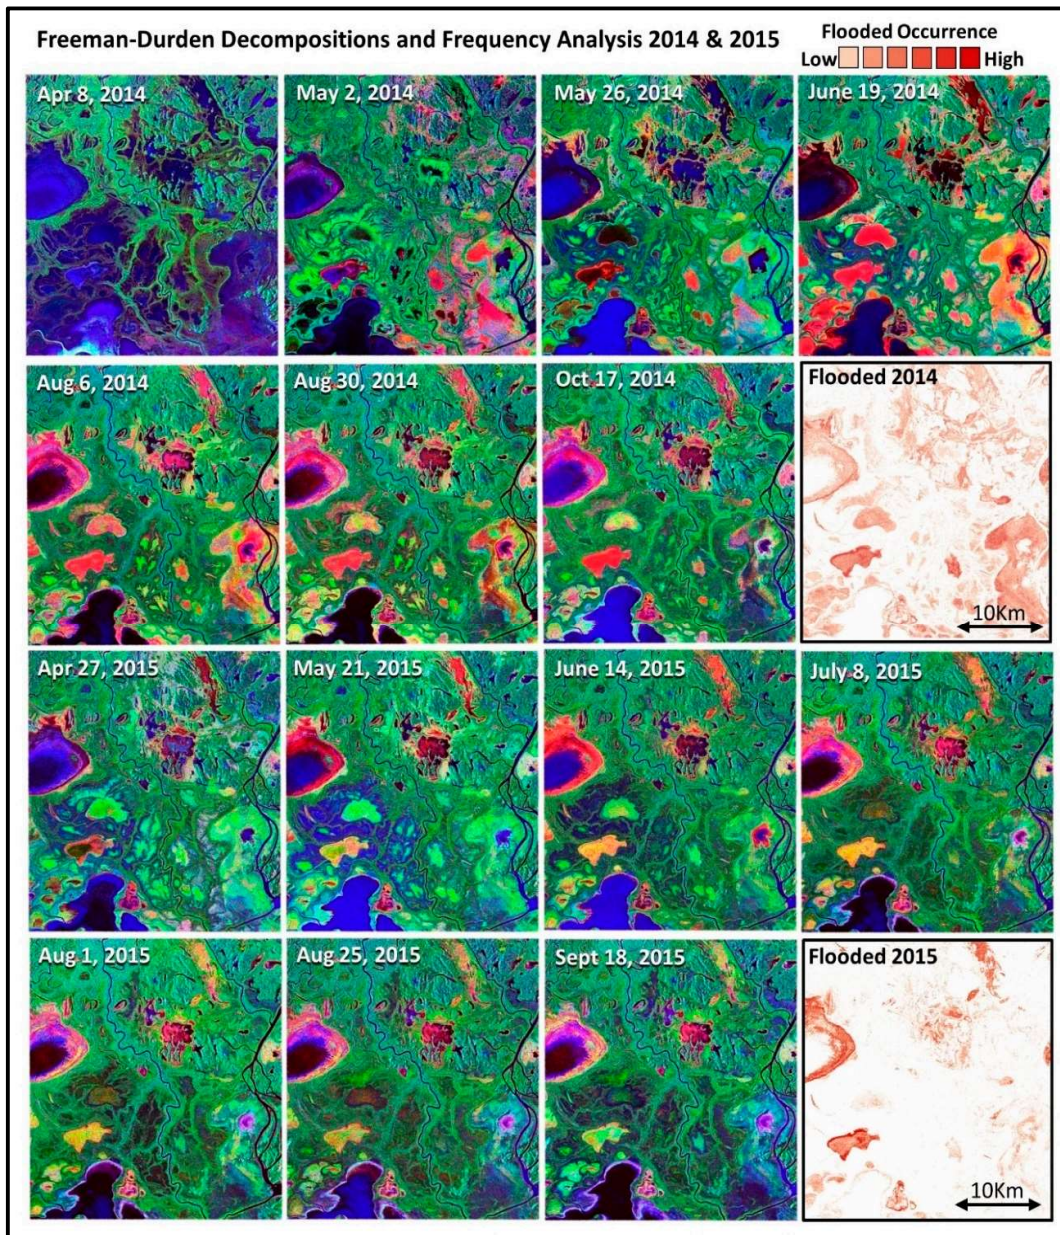 Freeman-Durden Decompositions and Frequency Analysis 2014 & 2015
Flooded Occurrence
Low High
Apr 8, 2014
May 2, 2014
May 26, 2014
June 19, 2014
Aug 6, 2014
Aug 30, 2014
Oct 17, 2014
Flooded 2014
10Km
Apr 27, 2015
May 21, 2015
June 14, 2015
July 8, 2015
Aug 1, 2015
Aug 25, 2015
Sept 18, 2015
Flooded 2015
10Km